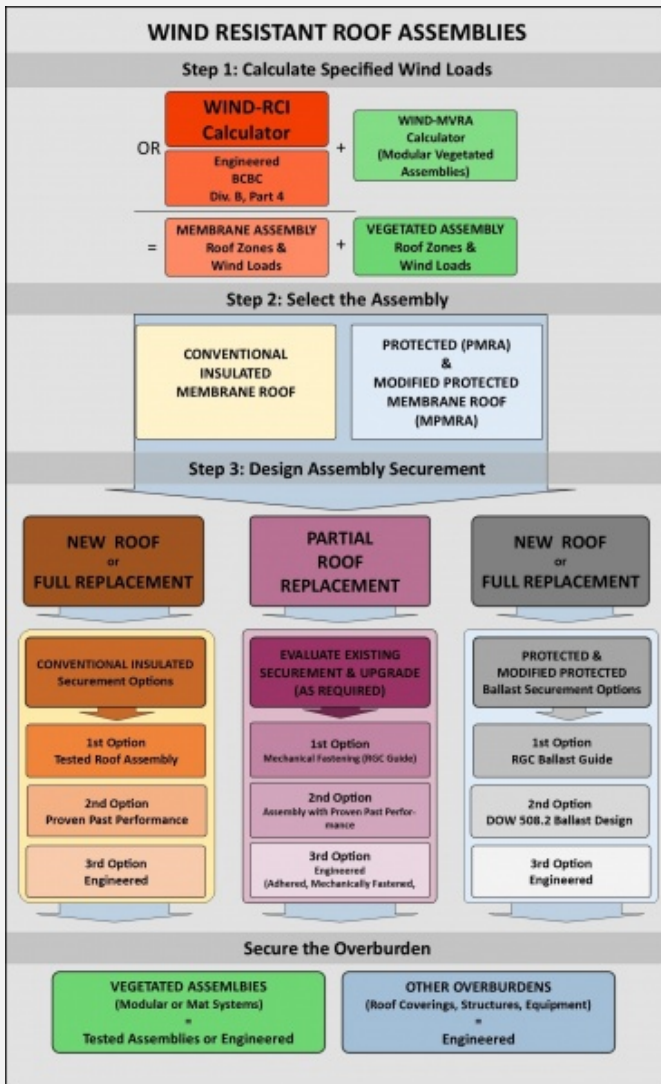 WIND RESISTANT ROOF ASSEMBLIES
Step 1: Calculate Specified Wind Loads
WIND-RCI
Calculator
OR
Engineered
BCBC
Div. B, Part 4
+
WIND-MVRA
Calculator
(Modular Vegetated
Assemblies)
=
MEMBRANE ASSEMBLY
Roof Zones &
Wind Loads
+
VEGETATED ASSEMBLY
Roof Zones &
Wind Loads
Step 2: Select the Assembly
CONVENTIONAL
INSULATED
MEMBRANE ROOF
PROTECTED (PMRA)
&
MODIFIED PROTECTED
MEMBRANE ROOF
(MPMRA)
Step 3: Design Assembly Securement
NEW ROOF
or
FULL REPLACEMENT
PARTIAL
ROOF
REPLACEMENT
NEW ROOF
or
FULL REPLACEMENT
CONVENTIONAL INSULATED
Securement Options
1st Option
Tested Roof Assembly
2nd Option
Proven Past Performance
3rd Option
Engineered
EVALUATE EXISTING
SECUREMENT & UPGRADE
(AS REQUIRED)
1st Option
Mechanical Fastening (RGC Guide)
2nd Option
Assembly with Proven Past Perfor-
mance
3rd Option
Engineered
(Adhered, Mechanically Fastened,
PROTECTED &
MODIFIED PROTECTED
Ballast Securement Options
1st Option
RGC Ballast Guide
2nd Option
DOW 508.2 Ballast Design
3rd Option
Engineered
Secure the Overburden
VEGETATED ASSEMLBIES
(Modular or Mat Systems)
=
Tested Assemblies or Engineered
OTHER OVERBURDENS
(Roof Coverings, Structures, Equipment)
=
Engineered